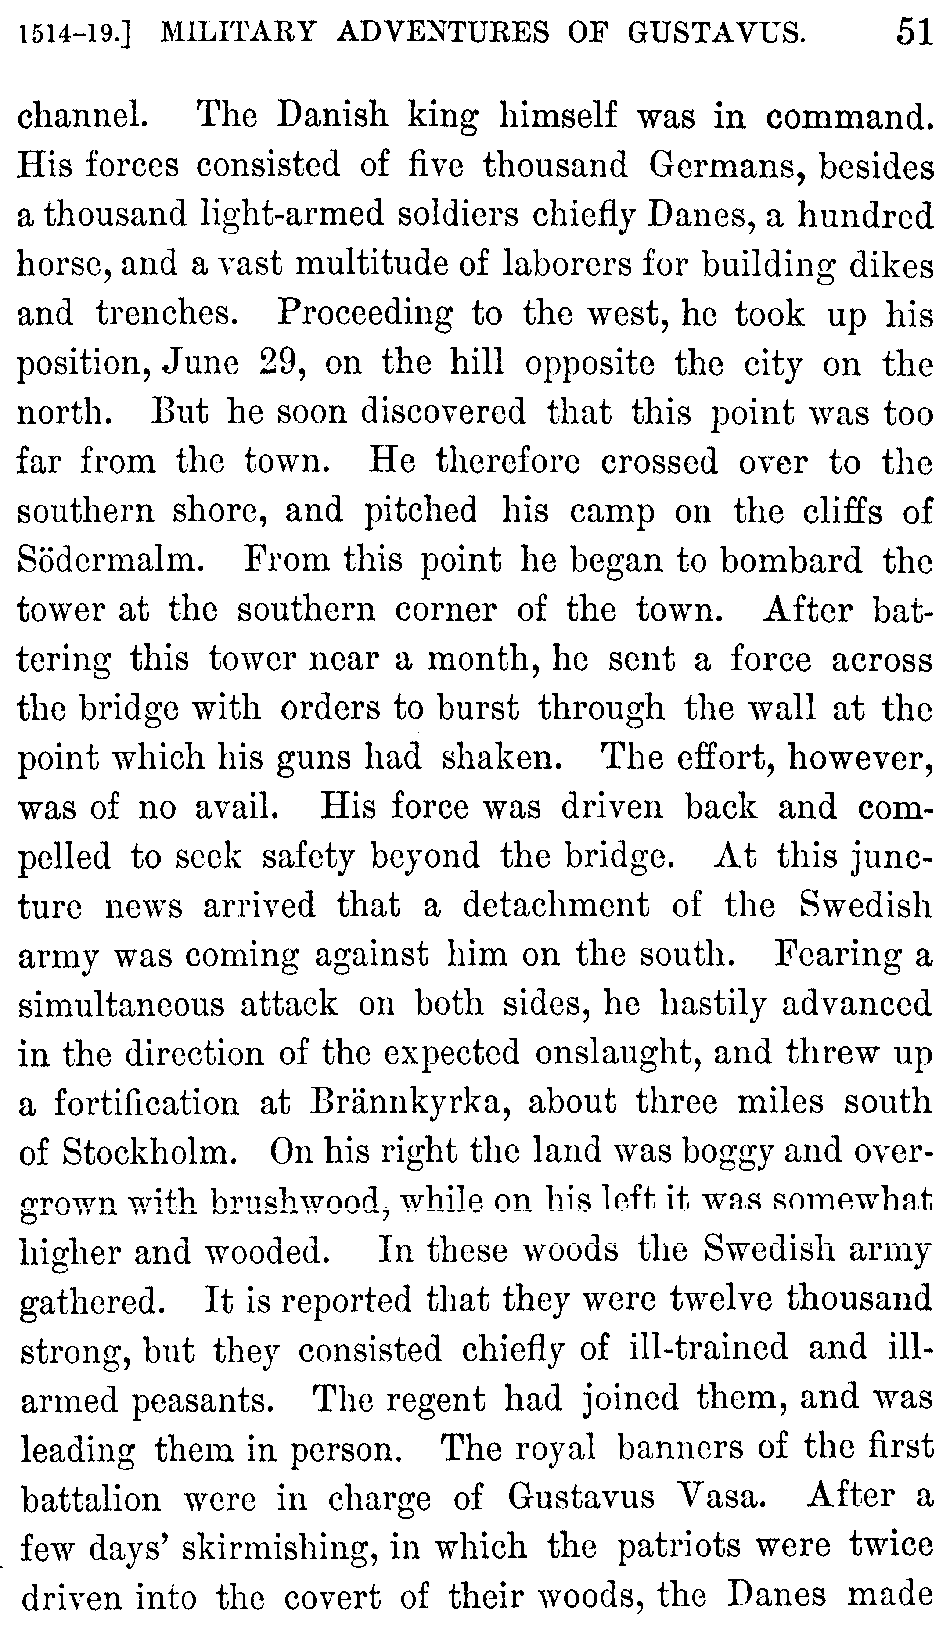 1514–19.] MILITARY ADVENTURES OF GUSTAVUS. 51
channel. The Danish king himself was in command.
His forces consisted of five thousand Germans, besides
a thousand light-armed soldiers chiefly Danes, a hundred
horse, and a vast multitude of laborers for building dikes
and trenches. Proceeding to the west, he took up his
position, June 29, on the hill opposite the city on the
north. But he soon discovered that this point was too
far from the town. He therefore crossed over to the
southern shore, and pitched his camp on the cliffs of
Södermalm. From this point he began to bombard the
tower at the southern corner of the town. After bat-
tering this tower near a month, he sent a force across
the bridge with orders to burst through the wall at the
point which his guns had shaken. The effort, however,
was of no avail. His force was driven back and com-
pelled to seek safety beyond the bridge. At this junc-
ture news arrived that a detachment of the Swedish
army was coming against him on the south. Fearing a
simultaneous attack on both sides, he hastily advanced
in the direction of the expected onslaught, and threw up
a fortification at Brännkyrka, about three miles south
of Stockholm. On his right the land was boggy and over-
grown with brushwood, while on his left it was somewhat
higher and wooded. In these woods the Swedish army
gathered. It is reported that they were twelve thousand
strong, but they consisted chiefly of ill-trained and ill-
armed peasants. The regent had joined them, and was
leading them in person. The royal banners of the first
battalion were in charge of Gustavus Vasa. After a
few days’ skirmishing, in which the patriots were twice
driven into the covert of their woods, the Danes made